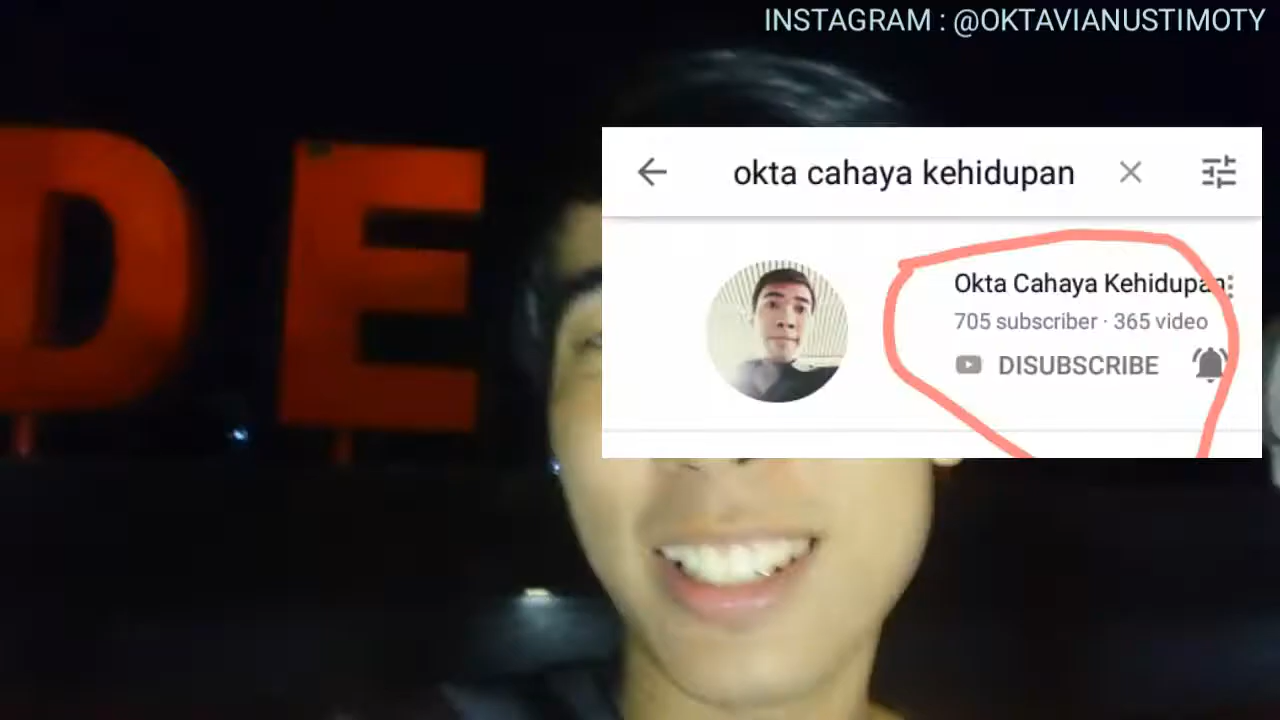 INSTAGRAM : @OKTAVIANUSTIMOTY
DE
okta cahaya kehidupan
Okta Cahaya Kehidupan
705 subscriber · 365 video
DISUBSCRIBE